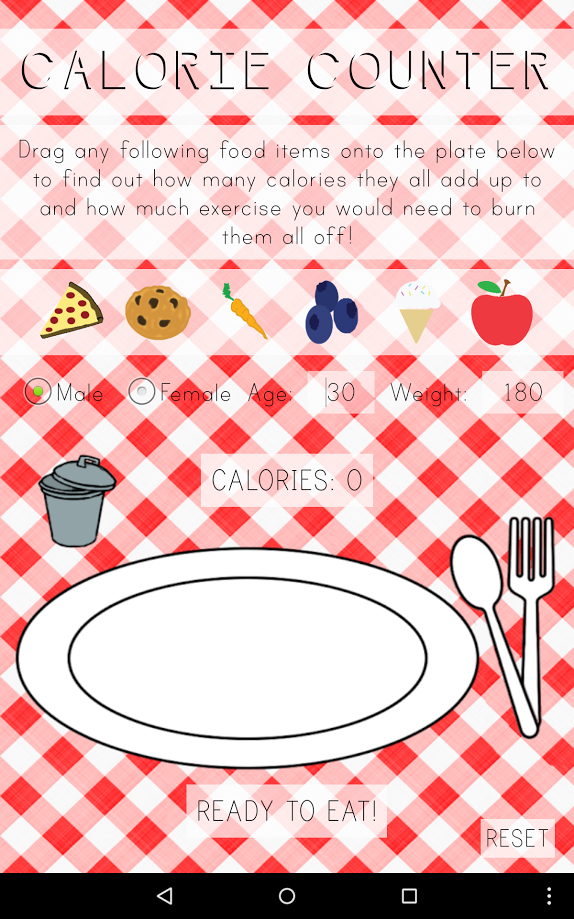 CALORIE COUNTER
Drag any following food items onto the plate below
to find out how many calories they all add up to
and how much exercise you would need to burn
them all off!
Male Female Age: 30 Weight: 180
CALORIES: 0
READY TO EAT!
RESET